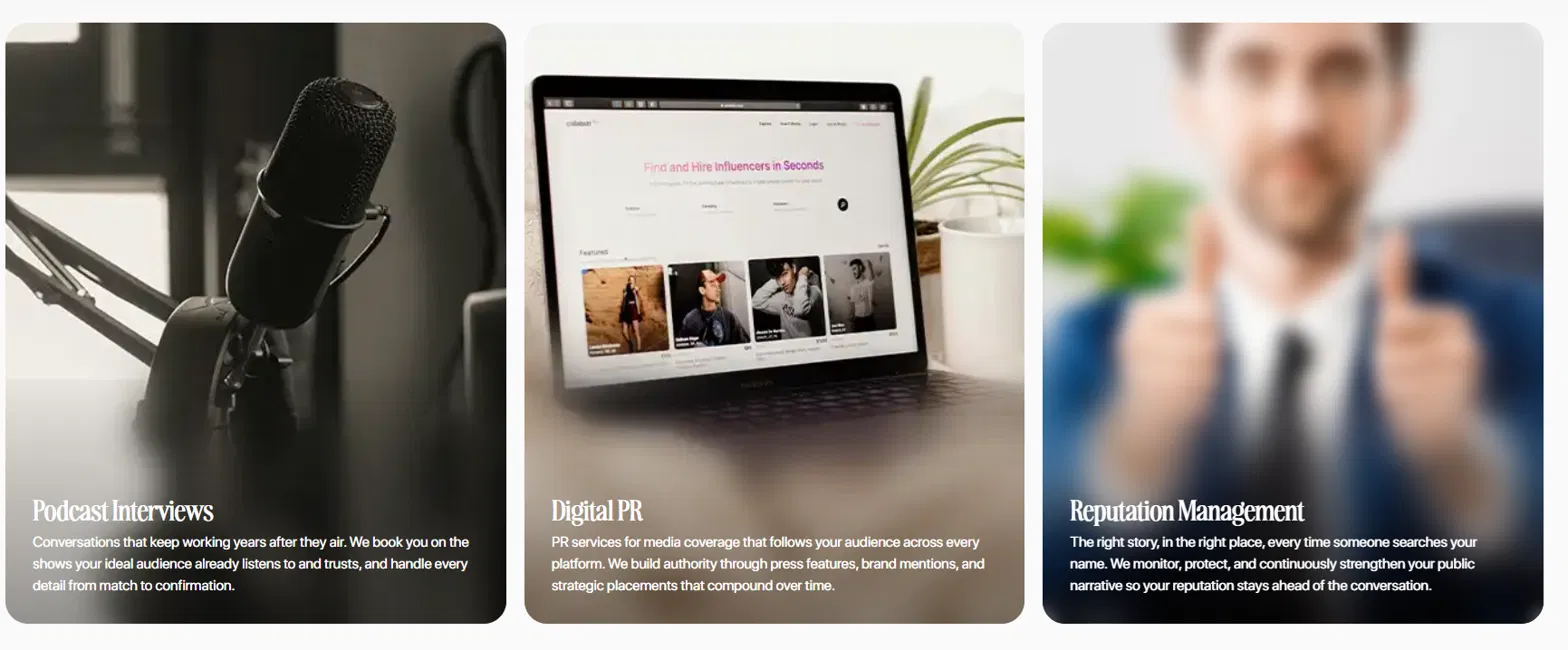 Find and Hire Influencers in Seconds
Featured
Podcast Interviews
Conversations that keep working years after they air. We book you on the
shows your ideal audience already listens to and trusts, and handle every
detail from match to confirmation.
Digital PR
PR services for media coverage that follows your audience across every
platform. We build authority through press features, brand mentions, and
strategic placements that compound over time.
Reputation Management
The right story, in the right place, every time someone searches your
name. We monitor, protect, and continuously strengthen your public
narrative so your reputation stays ahead of the conversation.